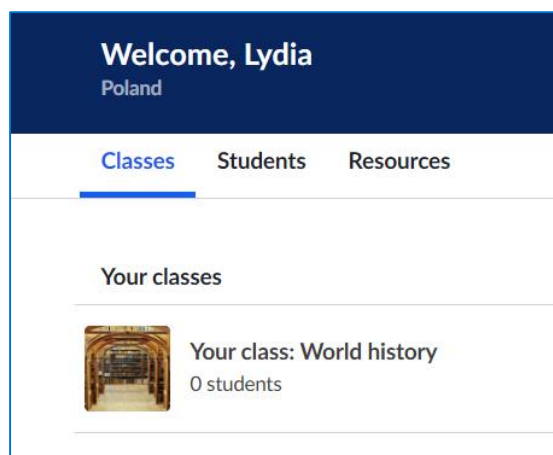 Welcome, Lydia
Poland
Classes Students Resources
Your classes
Your class: World history
0 students